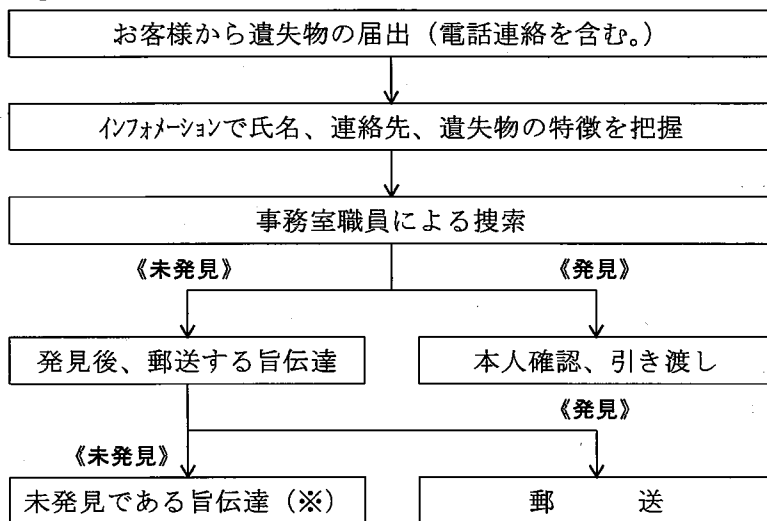 お客様から遺失物の届出（電話連絡を含む。）
ｲﾝﾌｫﾒｰｼｮﾝで氏名、連絡先、遺失物の特徴を把握
事務室職員による捜索
《未発見》
《発見》
発見後、郵送する旨伝達
本人確認、引き渡し
《発見》
《未発見》
未発見である旨伝達（※）
郵　　送